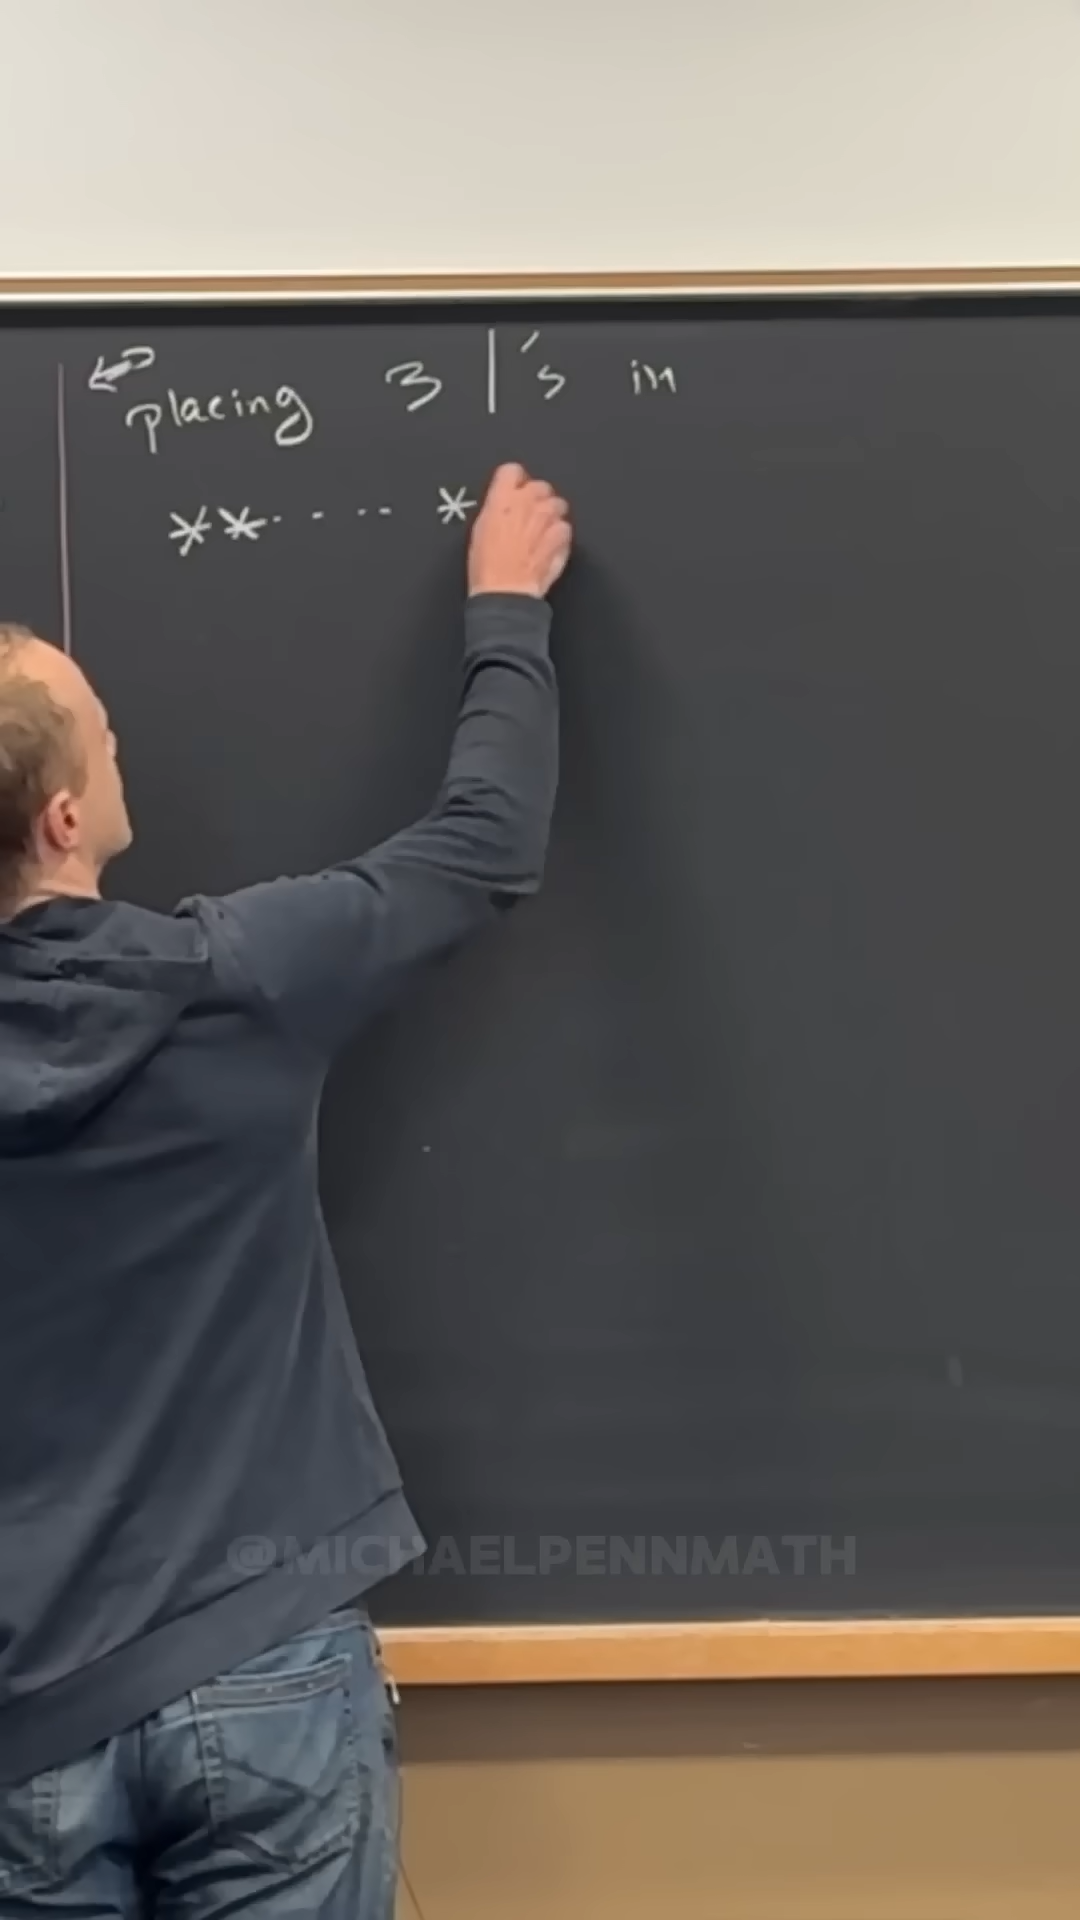 placing 3 |'s in
**- - - - *
@MICHAELPENNMATH